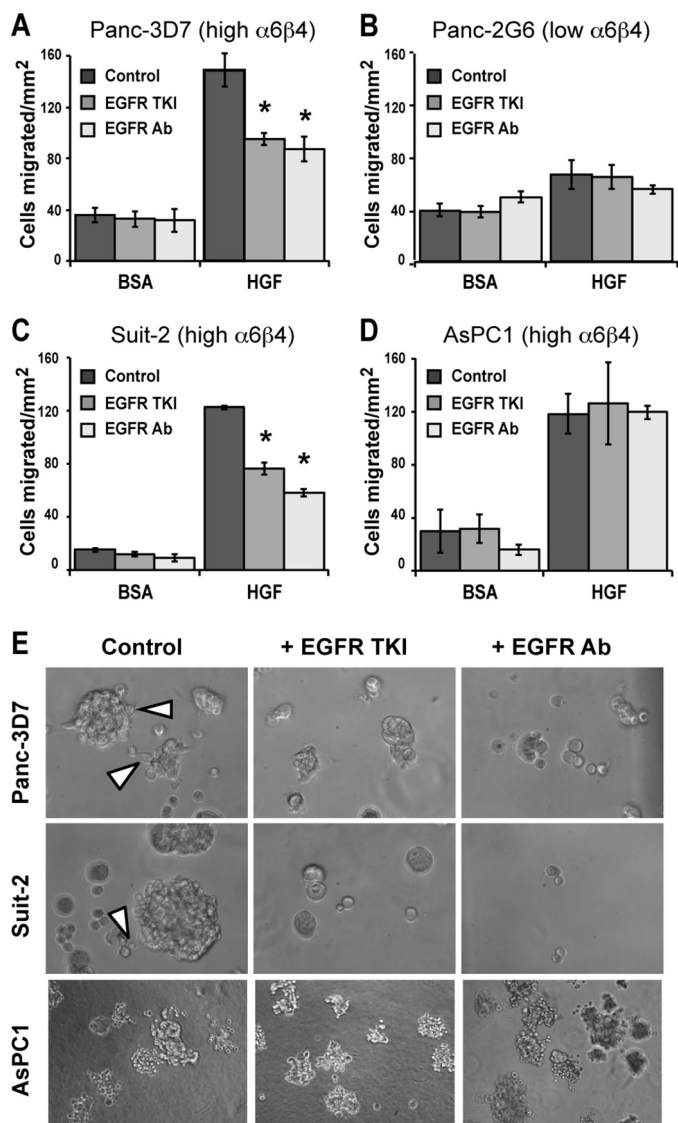 A Panc-3D7 (high α6β4)
Cells migrated/mm2
160
120
80
40
0
Control
EGFR TKI
EGFR Ab
*
*
BSA
HGF
B Panc-2G6 (low α6β4)
Cells migrated/mm2
160
120
80
40
0
Control
EGFR TKI
EGFR Ab
BSA
HGF
C Suit-2 (high α6β4)
Cells migrated/mm2
160
120
80
40
0
Control
EGFR TKI
EGFR Ab
*
*
BSA
HGF
D AsPC1 (high α6β4)
Cells migrated/mm2
160
120
80
40
0
Control
EGFR TKI
EGFR Ab
BSA
HGF
E
Control
+ EGFR TKI
+ EGFR Ab
Panc-3D7
Suit-2
AsPC1